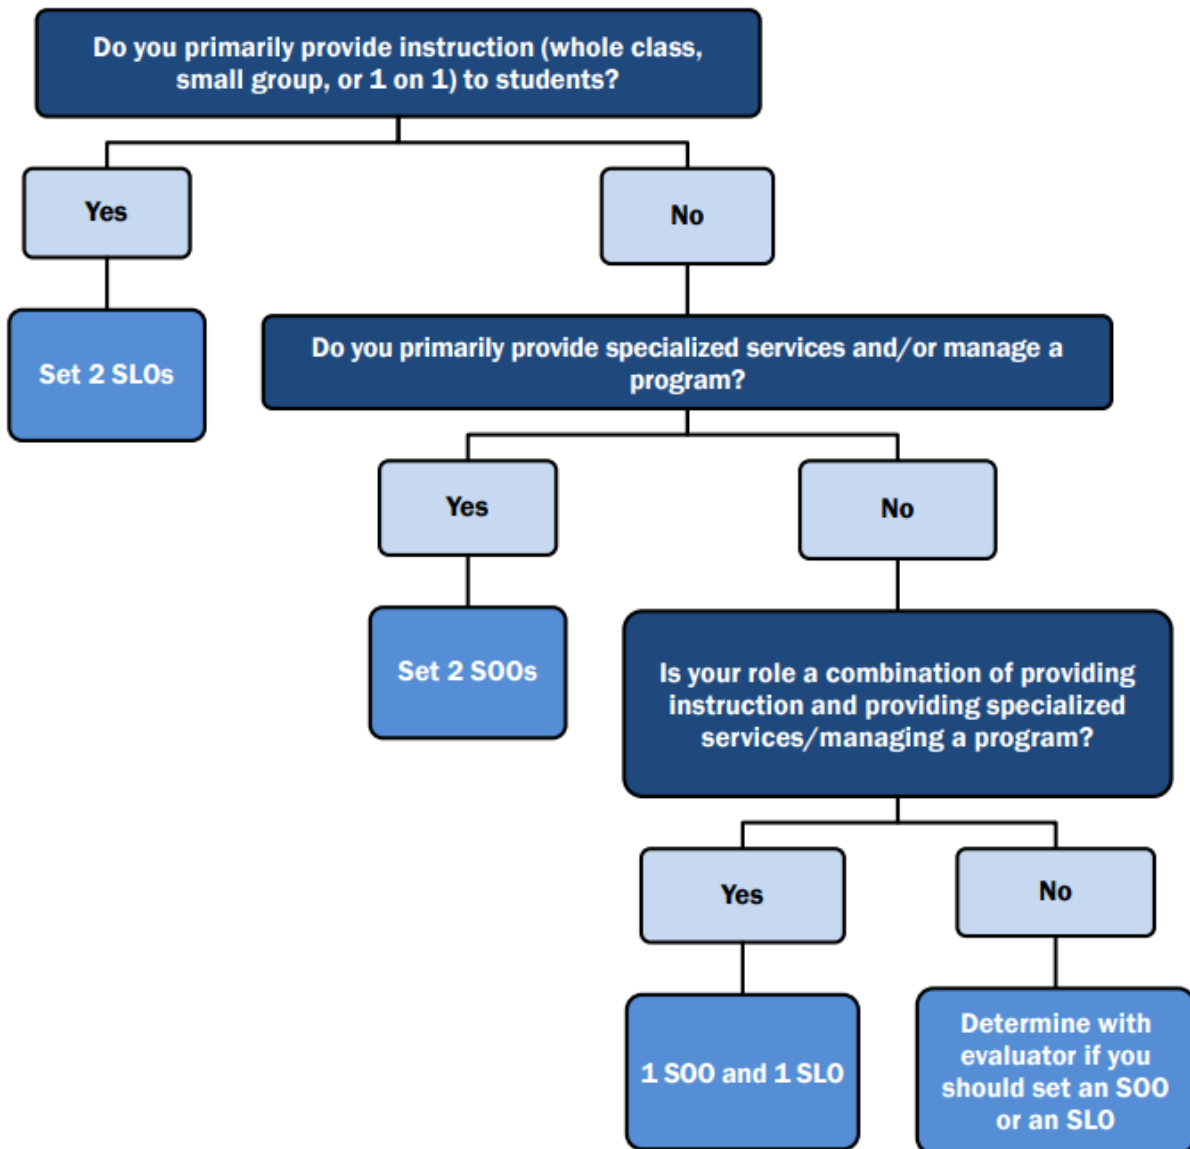 Do you primarily provide instruction (whole class,
small group, or 1 on 1) to students?
Yes
No
Set 2 SLOs
Do you primarily provide specialized services and/or manage a
program?
Yes
No
Set 2 SOOs
Is your role a combination of providing
instruction and providing specialized
services/managing a program?
Yes
No
1 SOO and 1 SLO
Determine with
evaluator if you
should set an SOO
or an SLO